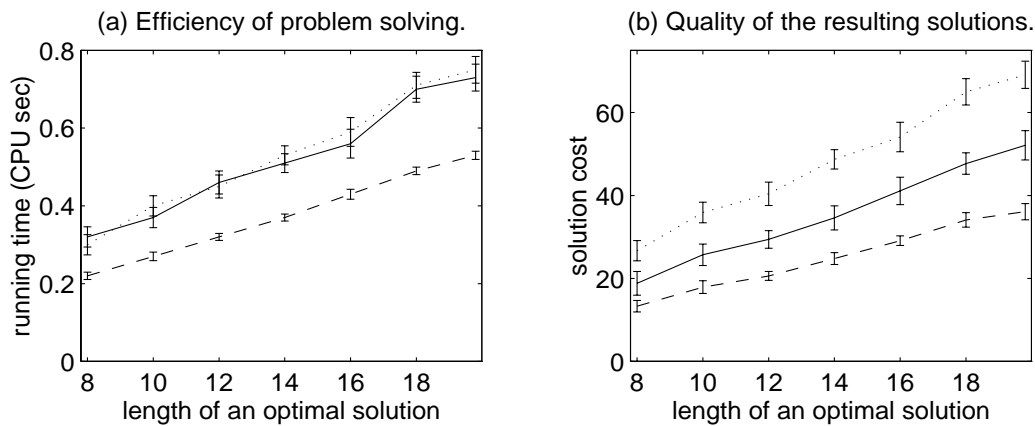 (a) Efficiency of problem solving.
0.8
0.6
0.4
0.2
0
running time (CPU sec)
8 10 12 14 16 18
length of an optimal solution
(b) Quality of the resulting solutions.
60
40
20
0
solution cost
8 10 12 14 16 18
length of an optimal solution